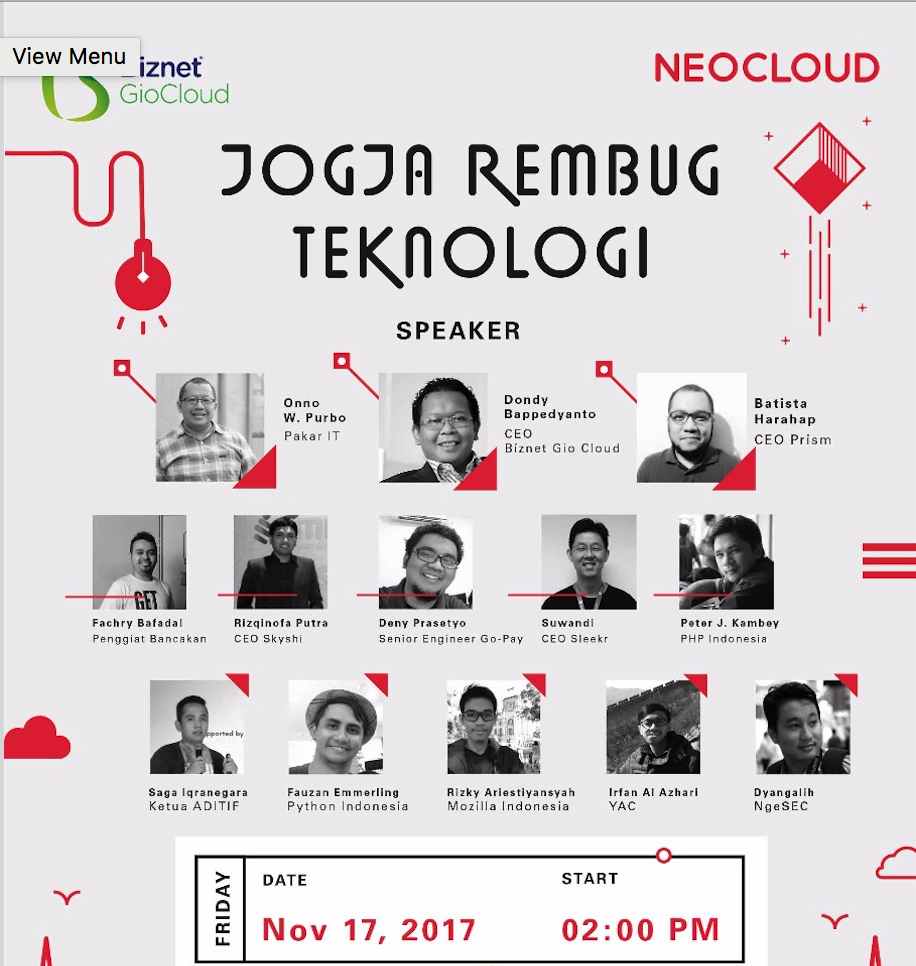 View Menu
Biznet
GioCloud
NEOCLOUD
JOGJA REMBUG
TEKNOLOGI
SPEAKER
Onno
W. Purbo
Pakar IT
Dondy
Bappedyanto
CEO
Biznet Gio Cloud
Batista
Harahap
CEO Prism
GET
Fachry Bafadal
Penggiat Bancakan
Rizqinofa Putra
CEO Skyshi
Deny Prasetyo
Senior Engineer Go-Pay
Suwandi
CEO Sleekr
Peter J. Kambey
PHP Indonesia
pported by
Saga Iqranegara
Ketua ADITIF
Fauzan Emmerling
Python Indonesia
Rizky Ariestiyansyah
Mozilla Indonesia
Irfan Al Azhari
YAC
Dyangalih
NgeSEC
FRIDAY
DATE
Nov 17, 2017
START
02:00 PM